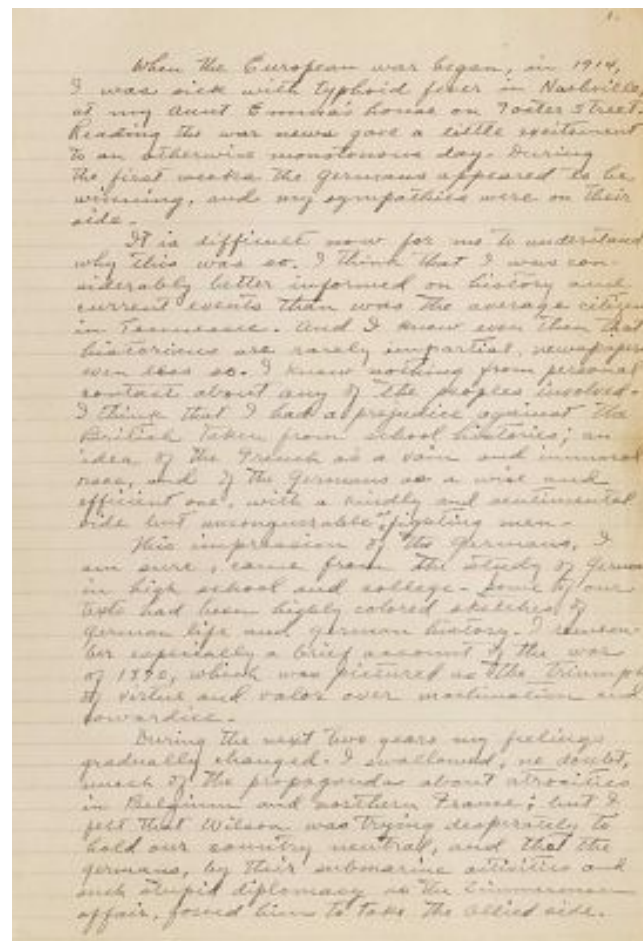 1.
When the European war began, in 1914,
I was sick with typhoid fever in Nashville,
at my Aunt Emma's house on Foster Street.
Reading the war news gave a little excitement
to an otherwise monotonous day. During
the first weeks the Germans appeared to be
winning, and my sympathies were on their
side.
It is difficult now for me to understand
why this was so. I think that I was con-
siderably better informed on history and
current events than was the average citizen
in Tennessee. And I knew even then that
historians are rarely impartial, newspapers
even less so. I knew nothing from personal
contact about any of the peoples involved.
I think that I had a prejudice against the
British taken from school histories; an
idea of the French as a vain and immoral
race, and of the Germans as a wise and
efficient one, with a kindly and sentimental
side but unconquerable fighting men.
This impression of the Germans, I
am sure, came from the study of German
in high school and college. Some of our
texts had been highly colored sketches of
German life and German history. I remem-
ber especially a brief account of the war
of 1870, which was pictured as the triumph
of virtue and valor over machination and
cowardice.
During the next two years my feelings
gradually changed. I swallowed, no doubt,
much of the propaganda about atrocities
in Belgium and northern France; but I
felt that Wilson was trying desperately to
hold our country neutral, and that the
Germans, by their submarine activities and
such stupid diplomacy as the Zimmerman
affair, forced him to take the Allied side.